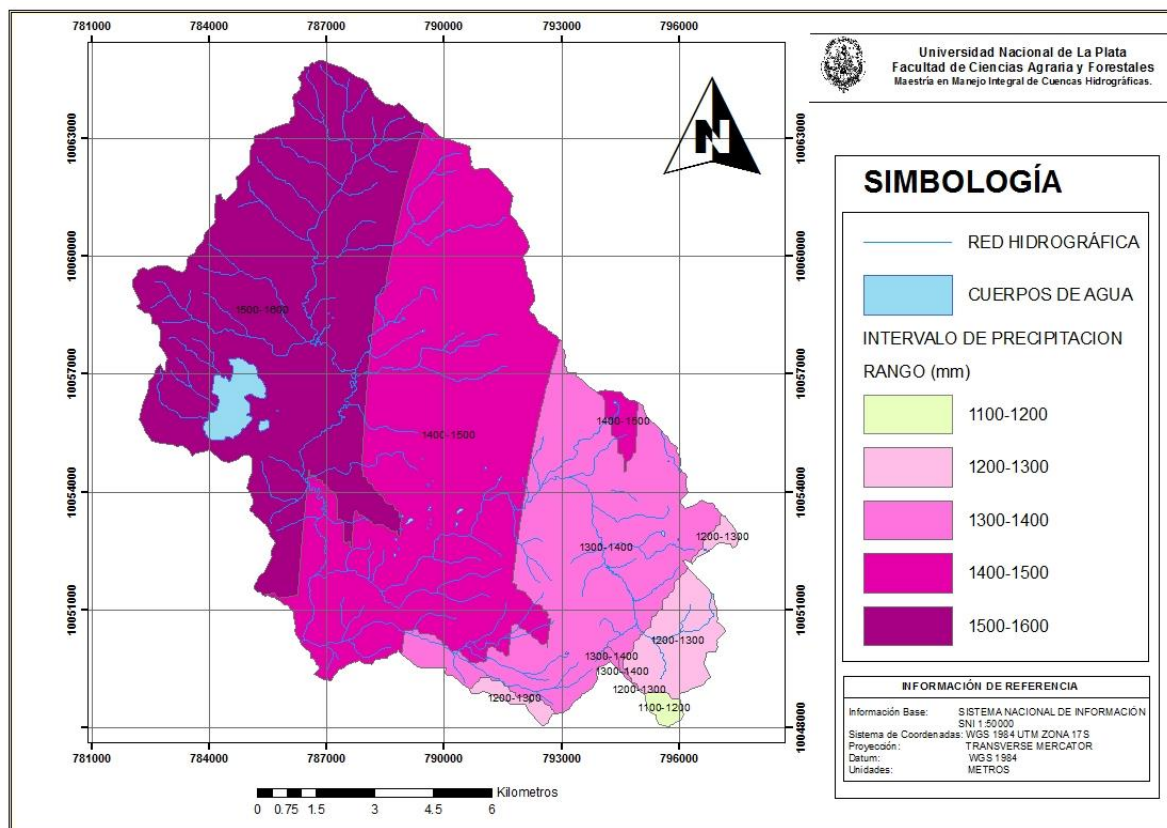 781000 784000 787000 790000 793000 796000
10063000
10060000
10057000
10054000
10051000
10048000
1500-1600
1400-1500
1400-1500
1300-1400
1200-1300
1200-1300
1300-1400
1300-1400
1200-1300
1200-1300
1100-1200
10063000
10060000
10057000
10054000
10051000
10048000
781000 784000 787000 790000 793000 796000
N
Kilometros
0 0.75 1.5 3 4.5 6
Universidad Nacional de La Plata
Facultad de Ciencias Agraria y Forestales
Maestría en Manejo Integral de Cuencas Hidrográficas.
SIMBOLOGÍA
RED HIDROGRÁFICA
CUERPOS DE AGUA
INTERVALO DE PRECIPITACION
RANGO (mm)
1100-1200
1200-1300
1300-1400
1400-1500
1500-1600
INFORMACIÓN DE REFERENCIA
Información Base: SISTEMA NACIONAL DE INFORMACIÓN
SNI 1:50000
Sistema de Coordenadas: WGS 1984 UTM ZONA 17S
Proyección: TRANSVERSE MERCATOR
Datum: WGS 1984
Unidades: METROS